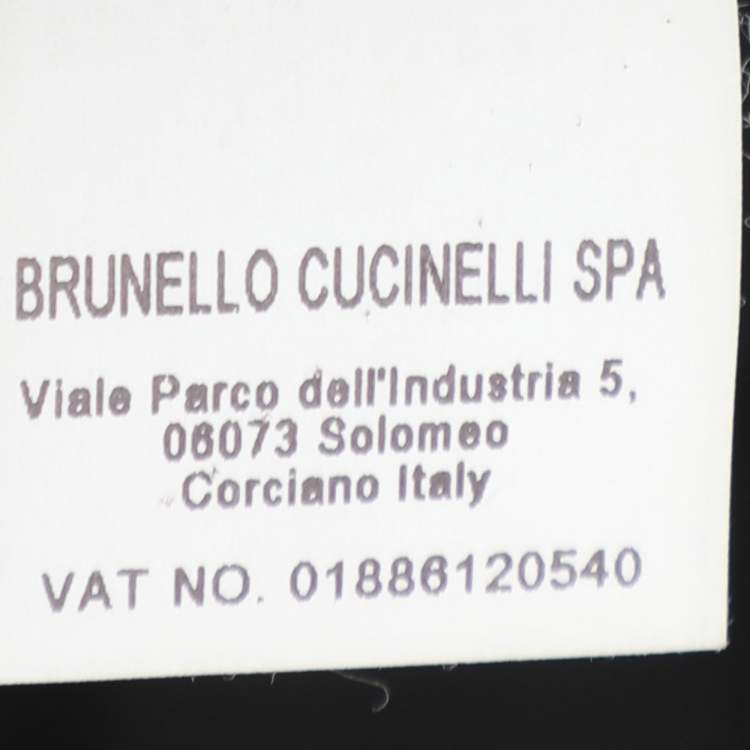 BRUNELLO CUCINELLI SPA
Viale Parco dell'Industria 5,
06073 Solomeo
Corciano Italy
VAT NO. 01886120540